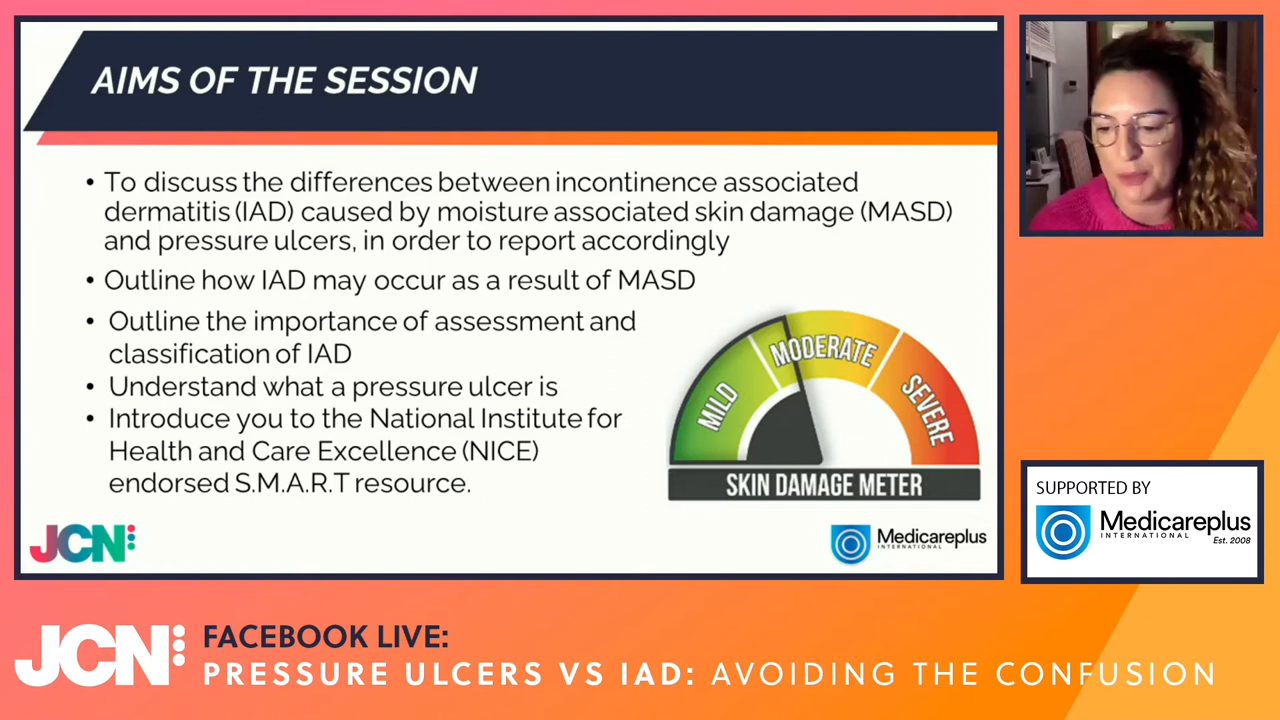 AIMS OF THE SESSION
• To discuss the differences between incontinence associated
dermatitis (IAD) caused by moisture associated skin damage (MASD)
and pressure ulcers, in order to report accordingly
• Outline how IAD may occur as a result of MASD
• Outline the importance of assessment and
classification of IAD
• Understand what a pressure ulcer is
• Introduce you to the National Institute for
Health and Care Excellence (NICE)
endorsed S.M.A.R.T resource.
MILD
MODERATE
SEVERE
SKIN DAMAGE METER
JCN
Medicareplus
INTERNATIONAL
SUPPORTED BY
Medicareplus
INTERNATIONAL
Est. 2008
JCN
FACEBOOK LIVE:
PRESSURE ULCERS VS IAD: AVOIDING THE CONFUSION